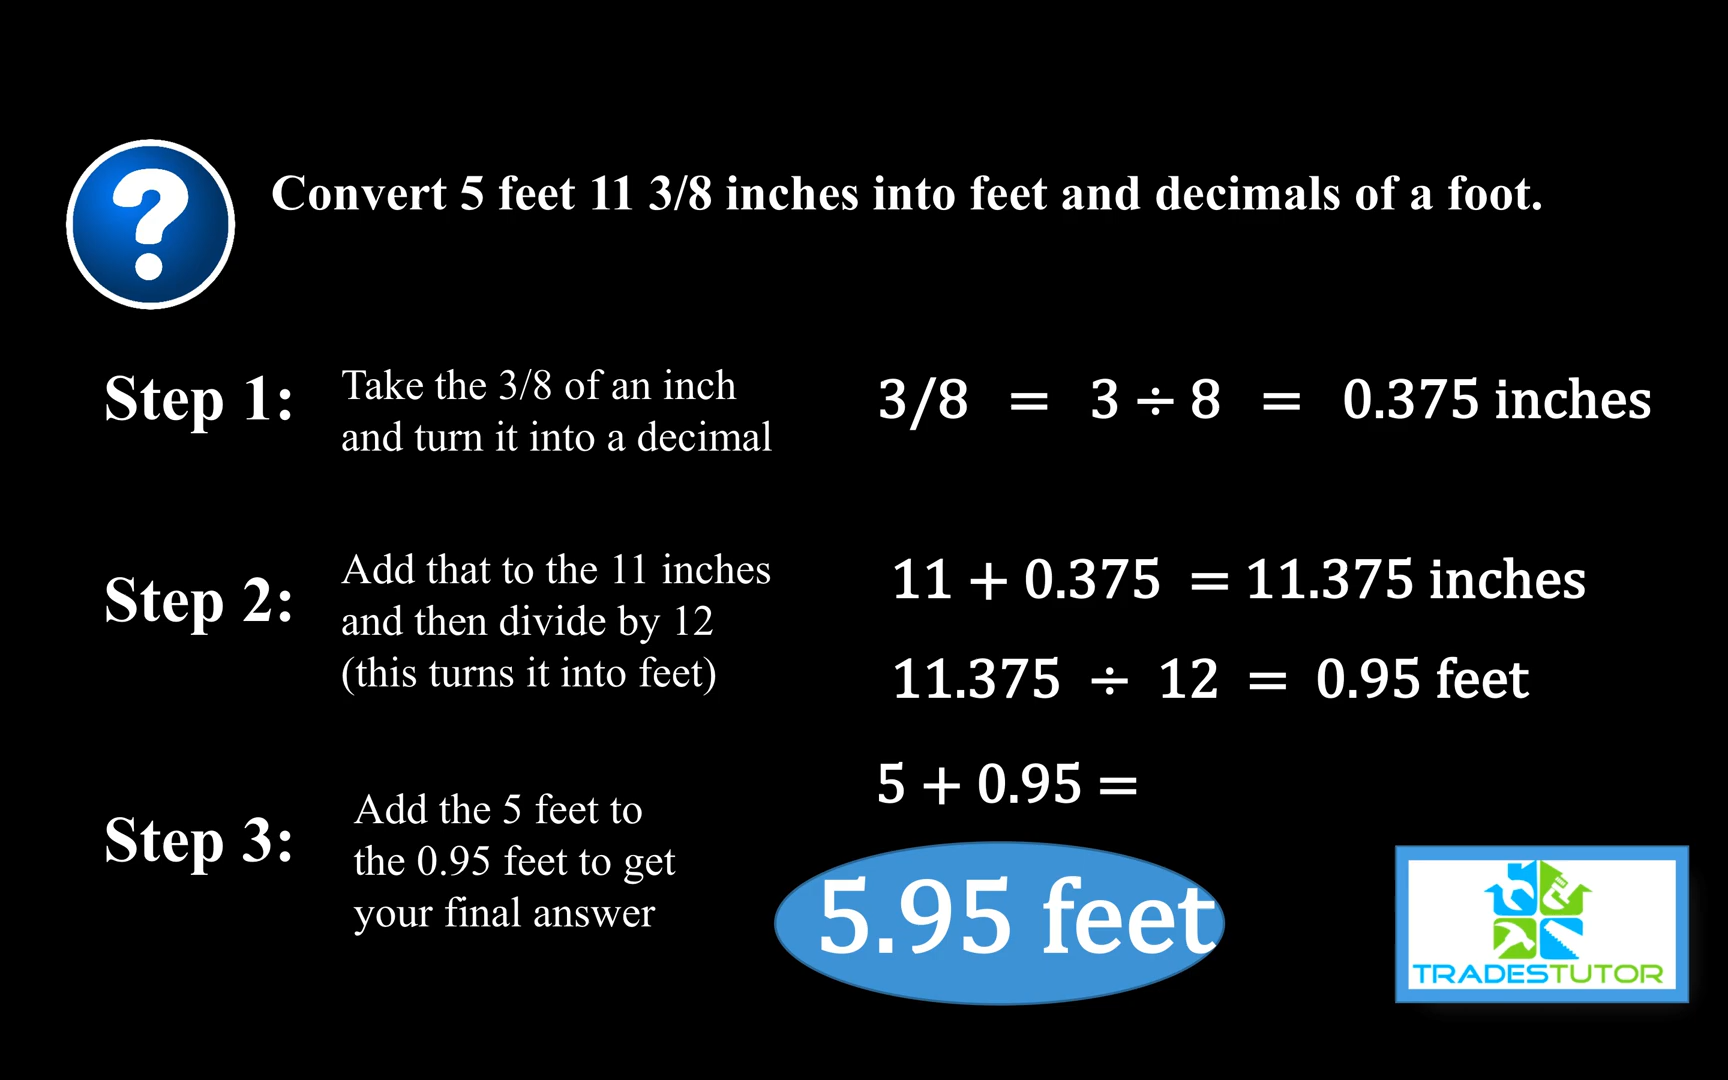 ?
Convert 5 feet 11 3/8 inches into feet and decimals of a foot.
Step 1:
Take the 3/8 of an inch
and turn it into a decimal
3/8 = 3 ÷ 8 = 0.375 inches
Step 2:
Add that to the 11 inches
and then divide by 12
(this turns it into feet)
11 + 0.375 = 11.375 inches
11.375 ÷ 12 = 0.95 feet
Step 3:
Add the 5 feet to
the 0.95 feet to get
your final answer
5 + 0.95 =
5.95 feet
TRADESTUTOR